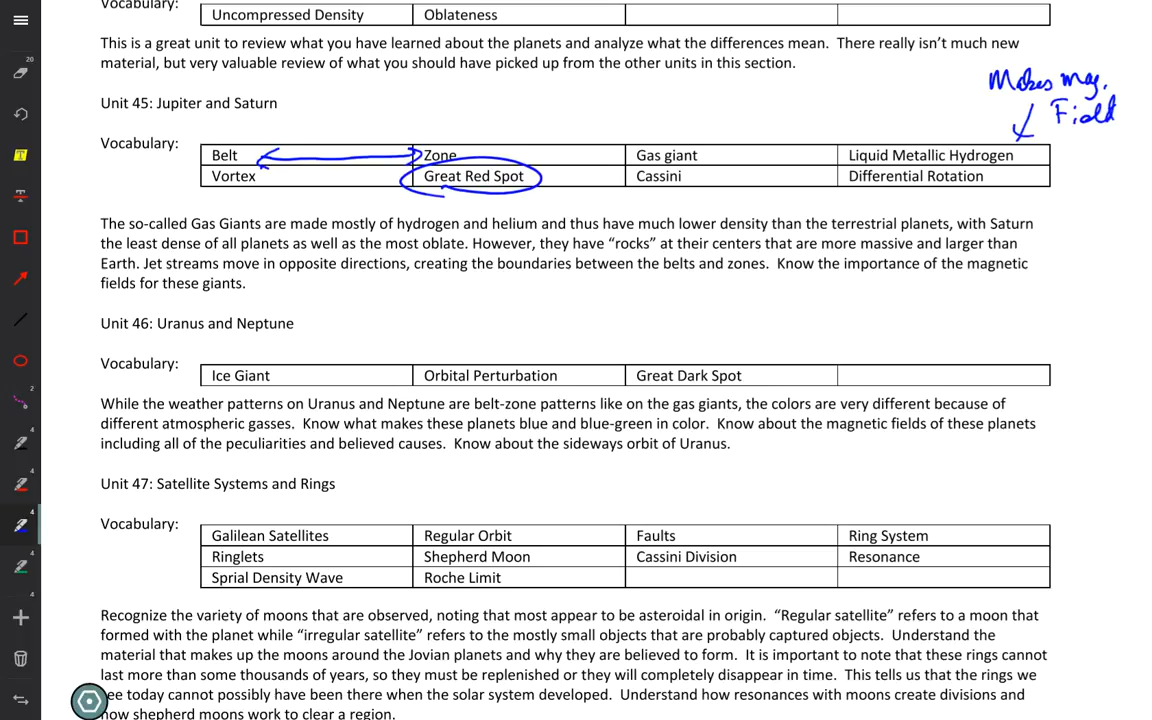 Vocabulary:
Uncompressed Density Oblateness
This is a great unit to review what you have learned about the planets and analyze what the differences mean. There really isn’t much new
material, but very valuable review of what you should have picked up from the other units in this section.
Makes mag.
Field
Unit 45: Jupiter and Saturn
Vocabulary:
Belt Zone Gas giant Liquid Metallic Hydrogen
Vortex Great Red Spot Cassini Differential Rotation
The so-called Gas Giants are made mostly of hydrogen and helium and thus have much lower density than the terrestrial planets, with Saturn
the least dense of all planets as well as the most oblate. However, they have “rocks” at their centers that are more massive and larger than
Earth. Jet streams move in opposite directions, creating the boundaries between the belts and zones. Know the importance of the magnetic
fields for these giants.
Unit 46: Uranus and Neptune
Vocabulary:
Ice Giant Orbital Perturbation Great Dark Spot
While the weather patterns on Uranus and Neptune are belt-zone patterns like on the gas giants, the colors are very different because of
different atmospheric gasses. Know what makes these planets blue and blue-green in color. Know about the magnetic fields of these planets
including all of the peculiarities and believed causes. Know about the sideways orbit of Uranus.
Unit 47: Satellite Systems and Rings
Vocabulary:
Galilean Satellites Regular Orbit Faults Ring System
Ringlets Shepherd Moon Cassini Division Resonance
Sprial Density Wave Roche Limit
Recognize the variety of moons that are observed, noting that most appear to be asteroidal in origin. “Regular satellite” refers to a moon that
formed with the planet while “irregular satellite” refers to the mostly small objects that are probably captured objects. Understand the
material that makes up the moons around the Jovian planets and why they are believed to form. It is important to note that these rings cannot
last more than some thousands of years, so they must be replenished or they will completely disappear in time. This tells us that the rings we
see today cannot possibly have been there when the solar system developed. Understand how resonances with moons create divisions and
how shepherd moons work to clear a region.
20
T
T
2
4
4
4
4
4